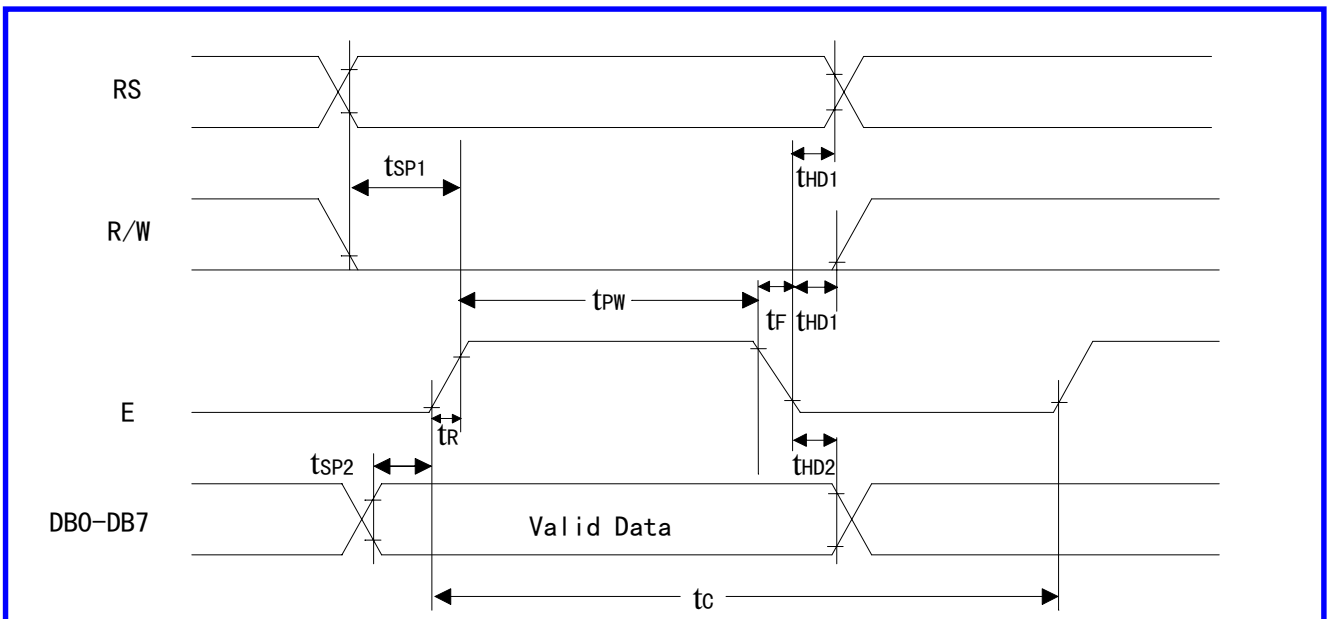 RS
tSP1
tHD1
R/W
tPW
tF
tHD1
E
tR
tSP2
tHD2
DB0-DB7
Valid Data
tC